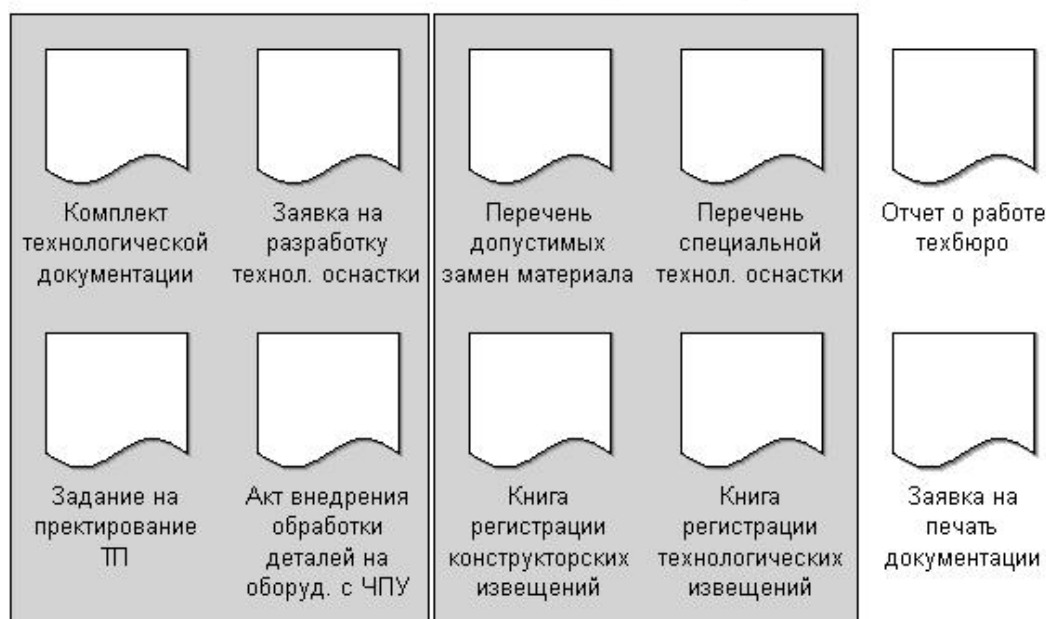 Комплект
технологической
документации
Заявка на
разработку
технол. оснастки
Перечень
допустимых
замен материала
Перечень
специальной
технол. оснастки
Отчет о работе
техбюро
Задание на
пректирование
ТП
Акт внедрения
обработки
деталей на
оборуд. с ЧПУ
Книга
регистрации
конструкторских
извещений
Книга
регистрации
технологических
извещений
Заявка на
печать
документации